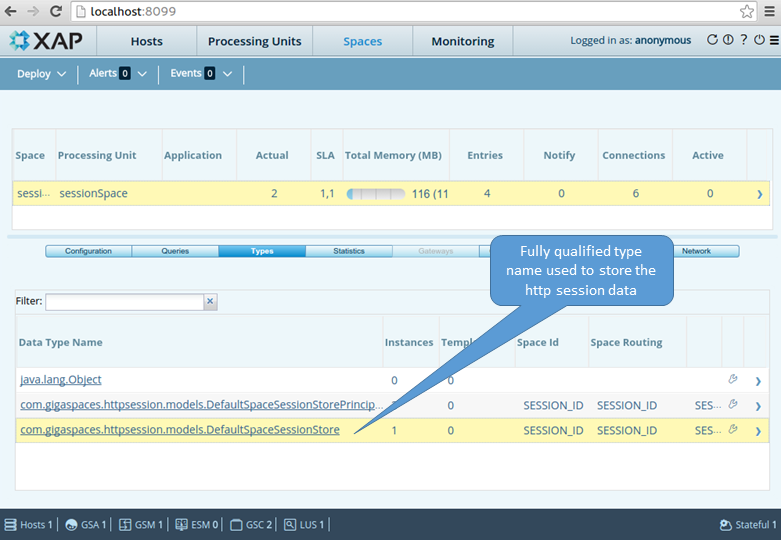 localhost:8099
XAP Hosts Processing Units Spaces Monitoring Logged in as: anonymous
Deploy Alerts 0 Events 0
Space Processing Unit Application Actual SLA Total Memory (MB) Entries Notify Connections Active
sessi... sessionSpace 2 1,1 116 (11 4 0 6 0
Configuration Queries Types Statistics Gateways Network
Fully qualified type
name used to store the
http session data
Filter:
Data Type Name Instances Templ Space Id Space Routing
java.lang.Object 0 0
com.gigaspaces.httpsession.models.DefaultSpaceSessionStorePrincip... 0 SESSION_ID SESSION_ID SES...
com.gigaspaces.httpsession.models.DefaultSpaceSessionStore 1 0 SESSION_ID SESSION_ID SES...
Hosts 1 GSA 1 GSM 1 ESM 0 GSC 2 LUS 1 Stateful 1